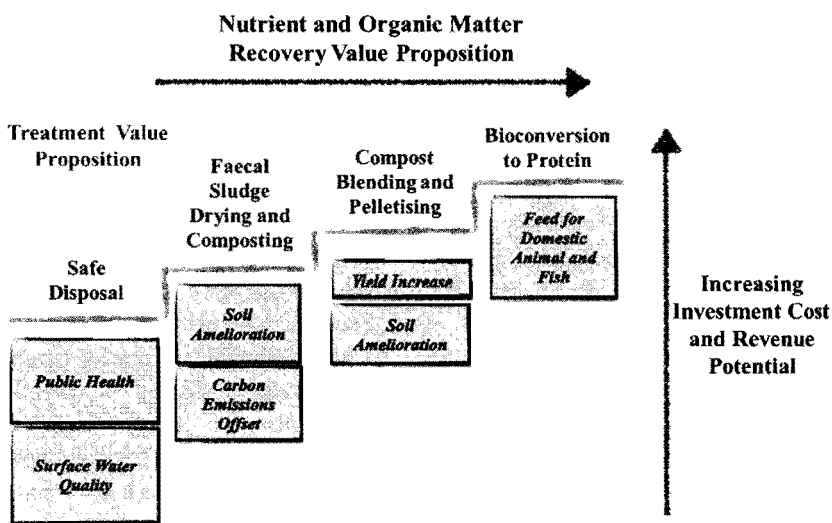 Nutrient and Organic Matter
Recovery Value Proposition
Treatment Value
Proposition
Safe
Disposal
Public Health
Surface Water
Quality
Faecal
Sludge
Drying and
Composting
Soil
Amelioration
Carbon
Emissions
Offset
Compost
Blending and
Pelletising
Yield Increase
Soil
Amelioration
Bioconversion
to Protein
Feed for
Domestic
Animal and
Fish
Increasing
Investment Cost
and Revenue
Potential